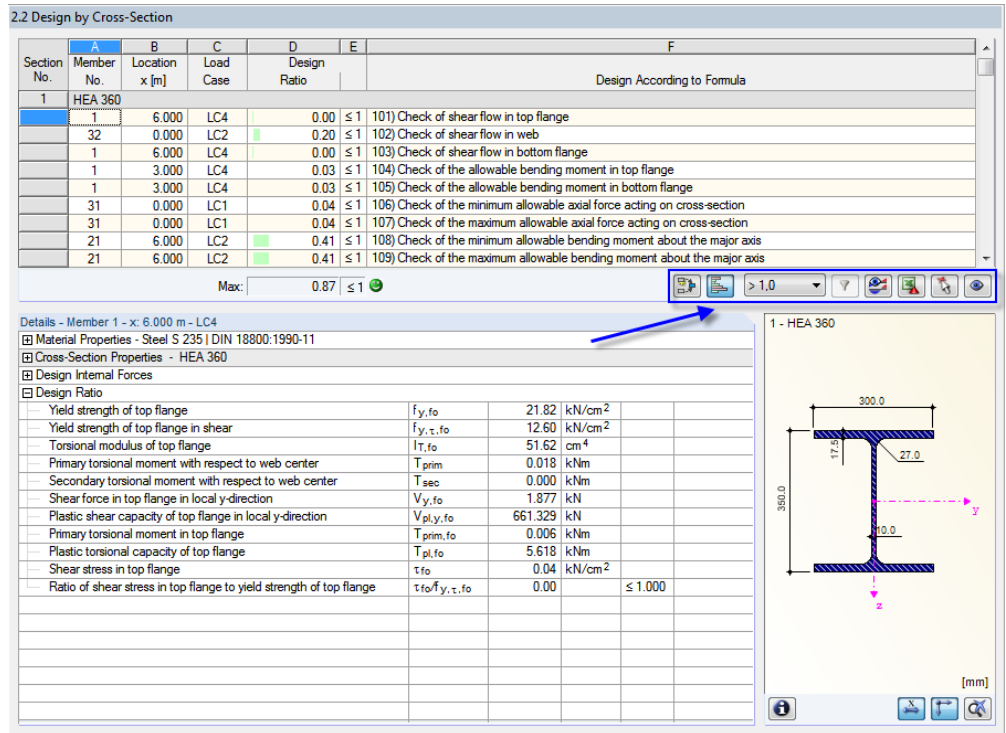 2.2 Design by Cross-Section
A B C D E F
Section No. Member No. Location x [m] Load Case Design Ratio Design According to Formula
1 HEA 360
1 6.000 LC4 0.00 ≤ 1 101) Check of shear flow in top flange
32 0.000 LC2 0.20 ≤ 1 102) Check of shear flow in web
1 6.000 LC4 0.00 ≤ 1 103) Check of shear flow in bottom flange
1 3.000 LC4 0.03 ≤ 1 104) Check of the allowable bending moment in top flange
1 3.000 LC4 0.03 ≤ 1 105) Check of the allowable bending moment in bottom flange
31 0.000 LC1 0.04 ≤ 1 106) Check of the minimum allowable axial force acting on cross-section
31 0.000 LC1 0.04 ≤ 1 107) Check of the maximum allowable axial force acting on cross-section
21 6.000 LC2 0.41 ≤ 1 108) Check of the minimum allowable bending moment about the major axis
21 6.000 LC2 0.41 ≤ 1 109) Check of the maximum allowable bending moment about the major axis
Max: 0.87 ≤ 1
> 1,0
Details - Member 1 - x: 6.000 m - LC4
Material Properties - Steel S 235 | DIN 18800:1990-11
Cross-Section Properties - HEA 360
Design Internal Forces
Design Ratio
Yield strength of top flange fy,fo 21.82 kN/cm2
Yield strength of top flange in shear fy,τ,fo 12.60 kN/cm2
Torsional modulus of top flange IT,fo 51.62 cm4
Primary torsional moment with respect to web center Tprim 0.018 kNm
Secondary torsional moment with respect to web center Tsec 0.000 kNm
Shear force in top flange in local y-direction Vy,fo 1.877 kN
Plastic shear capacity of top flange in local y-direction Vpl,y,fo 661.329 kN
Primary torsional moment in top flange Tprim,fo 0.006 kNm
Plastic torsional capacity of top flange Tpl,fo 5.618 kNm
Shear stress in top flange τfo 0.04 kN/cm2
Ratio of shear stress in top flange to yield strength of top flange τfo/fy,τ,fo 0.00 ≤ 1.000
1 - HEA 360
300.0
17.5
27.0
350.0
y
10.0
z
[mm]